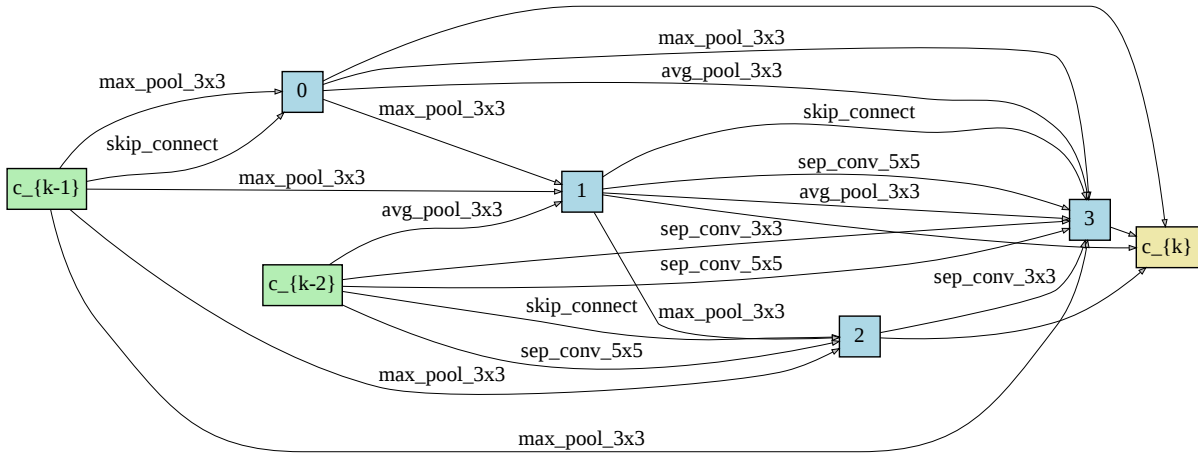 max_pool_3x3
avg_pool_3x3
max_pool_3x3
0
max_pool_3x3
skip_connect
skip_connect
c_{k-1}
max_pool_3x3
1
sep_conv_5x5
avg_pool_3x3
avg_pool_3x3
3
sep_conv_3x3
c_{k}
sep_conv_5x5
c_{k-2}
sep_conv_3x3
skip_connect
max_pool_3x3
2
sep_conv_5x5
max_pool_3x3
max_pool_3x3